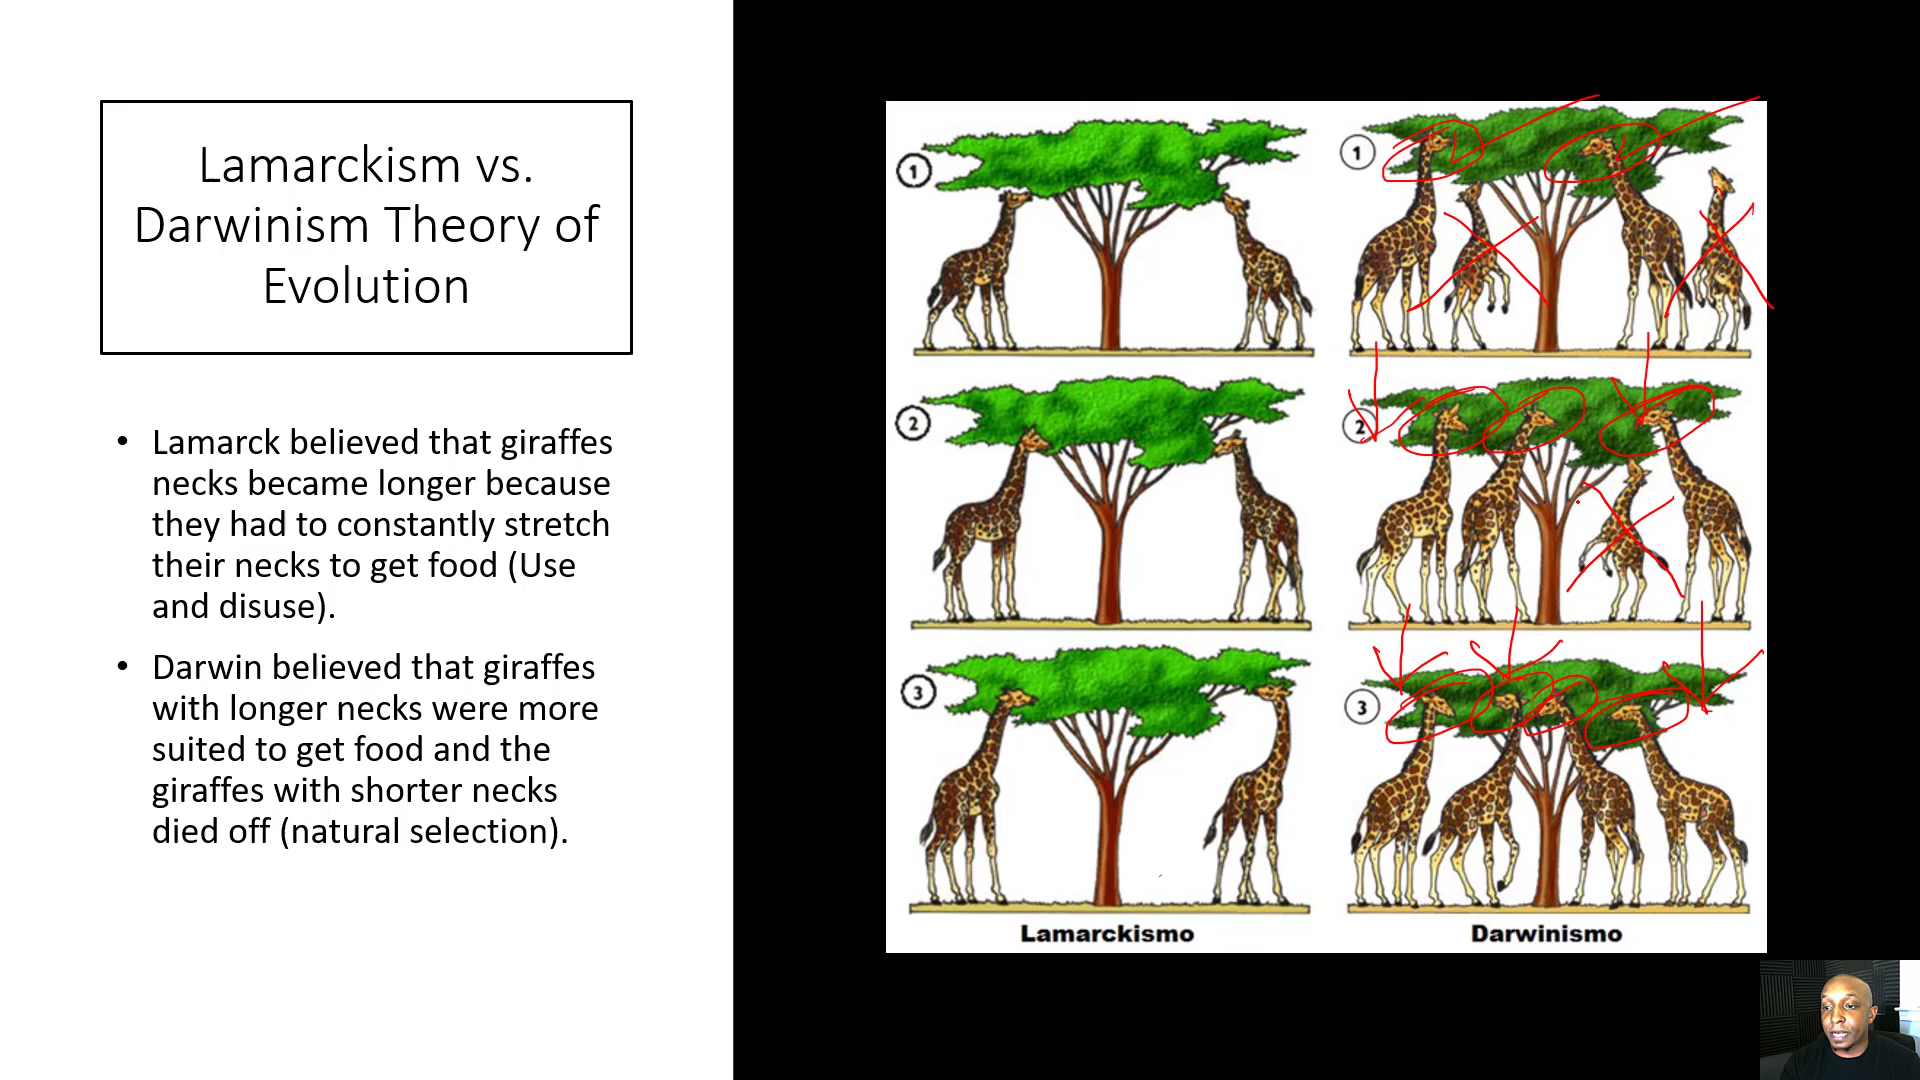 Lamarckism vs.
Darwinism Theory of
Evolution
• Lamarck believed that giraffes
necks became longer because
they had to constantly stretch
their necks to get food (Use
and disuse).
• Darwin believed that giraffes
with longer necks were more
suited to get food and the
giraffes with shorter necks
died off (natural selection).
1
1
2
2
3
3
Lamarckismo
Darwinismo